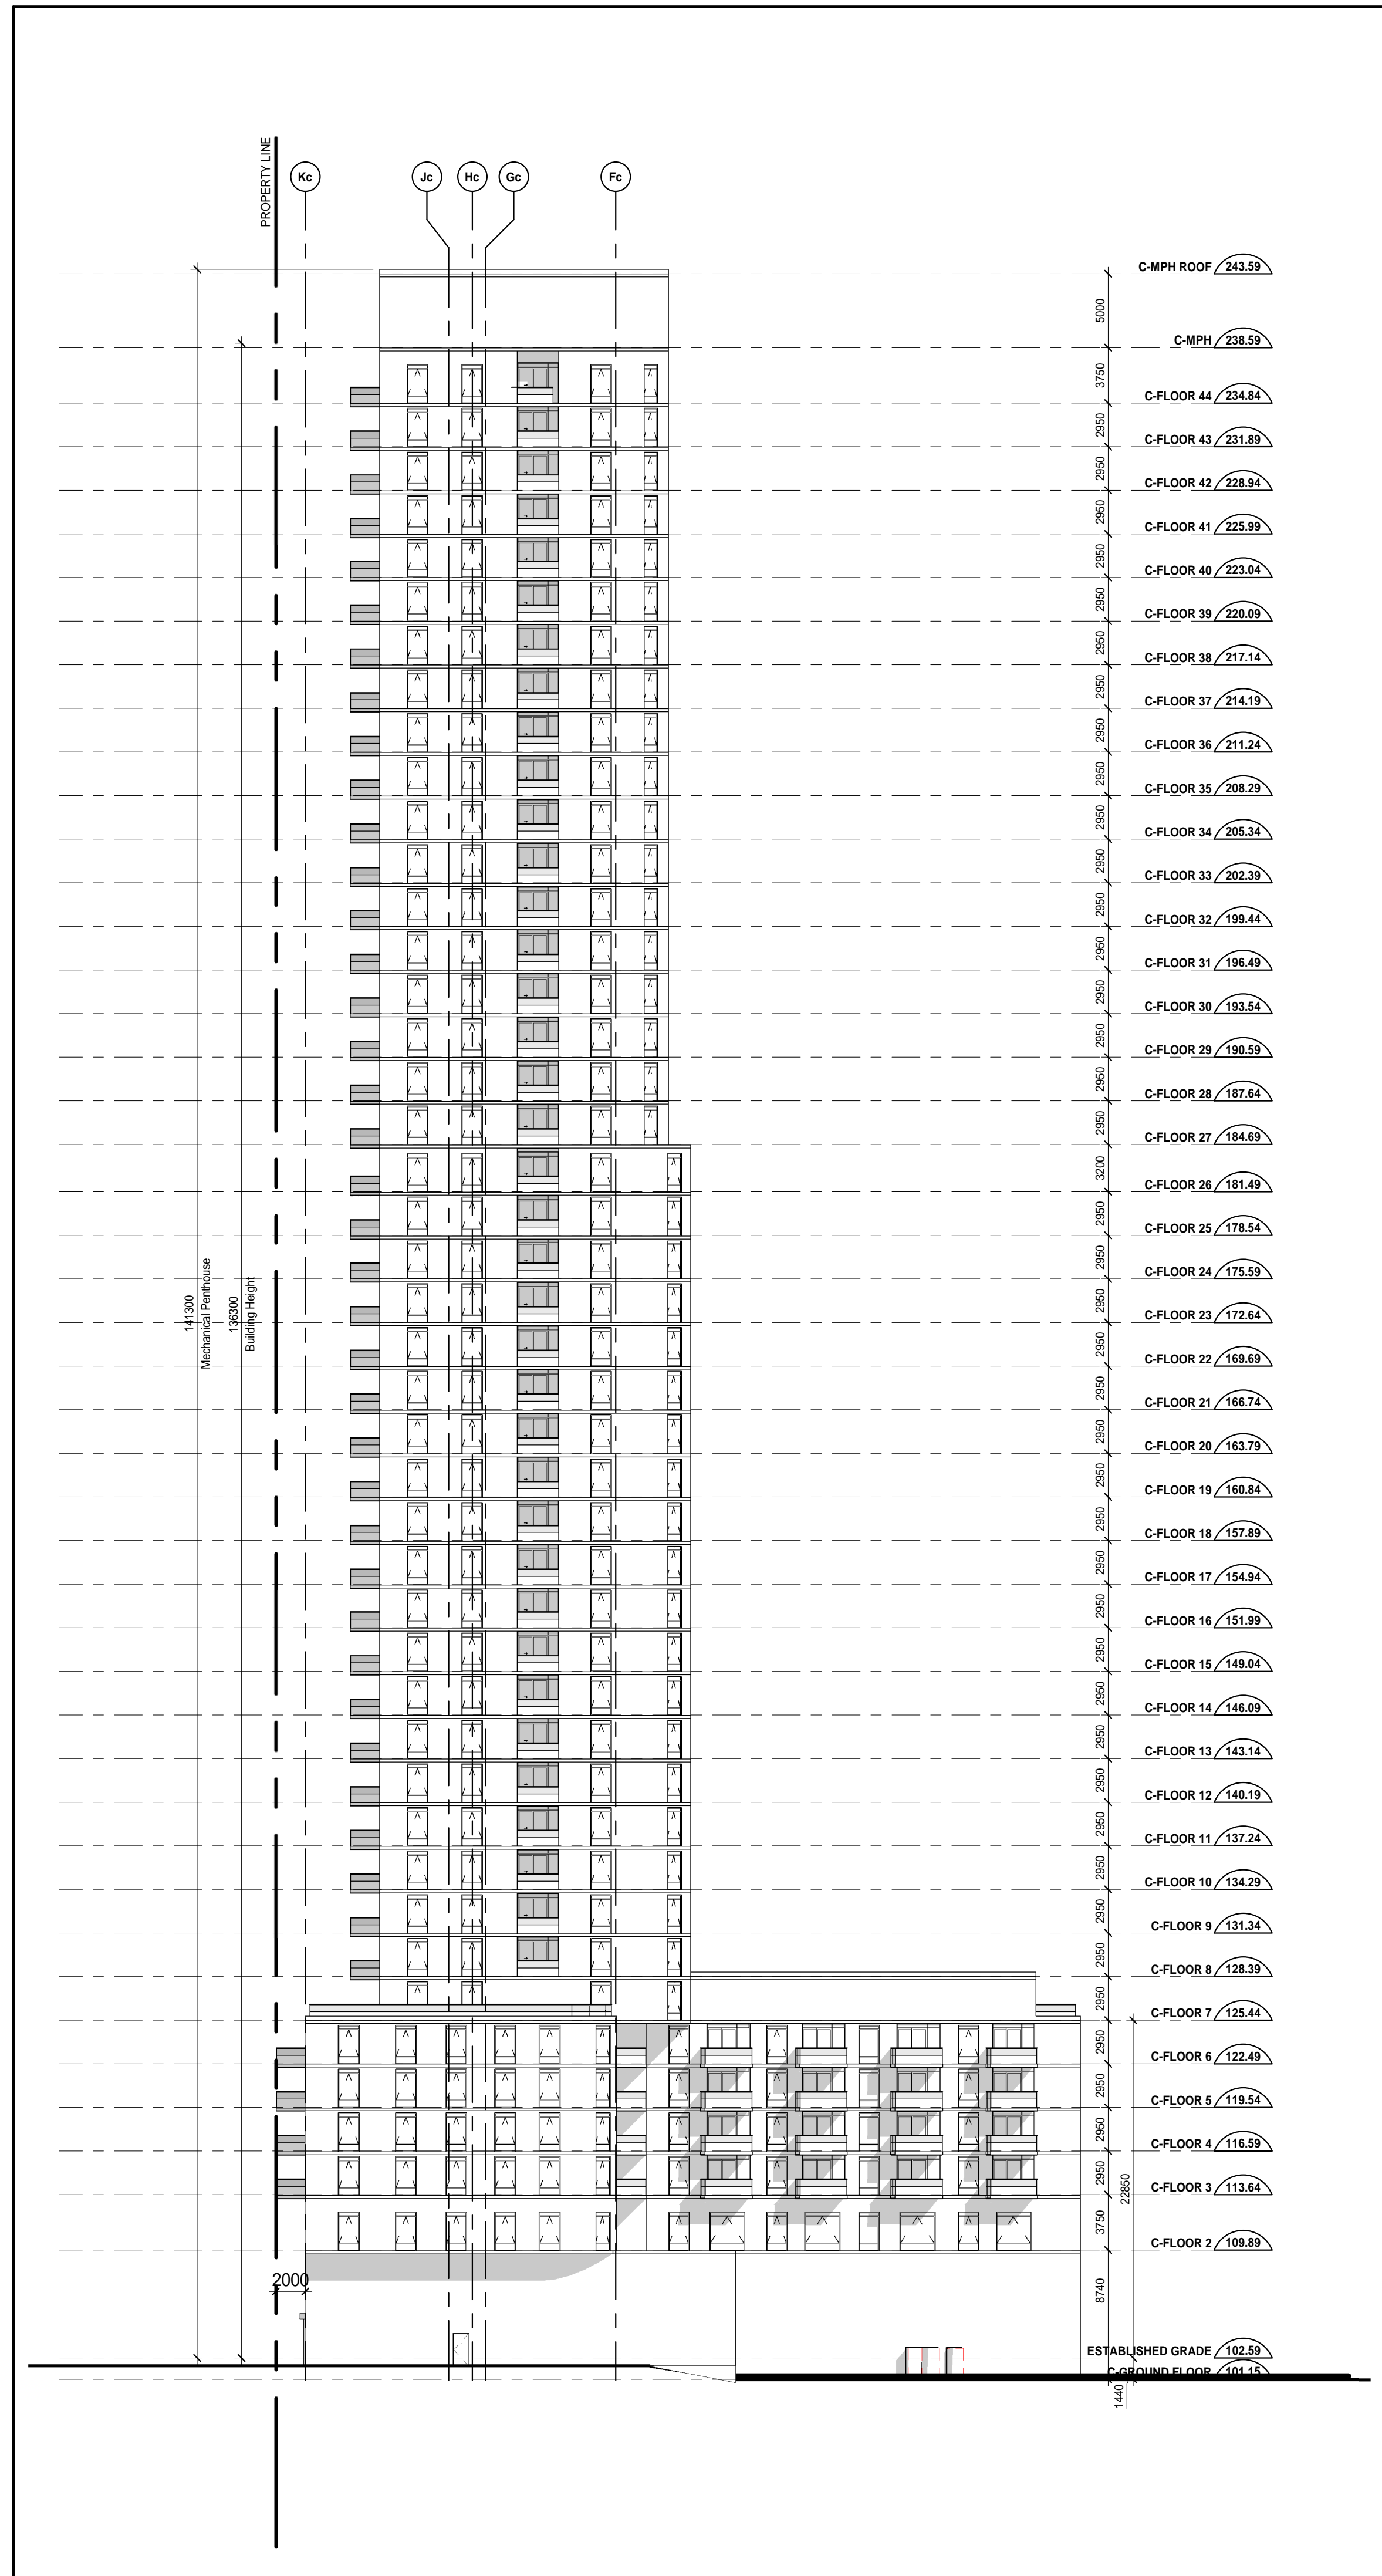 PROPERTY LINE
Kc
Jc
Hc
Gc
Fc
C-MPH ROOF 243.59
5000
C-MPH 238.59
3750
C-FLOOR 44 234.84
2950
C-FLOOR 43 231.89
2950
C-FLOOR 42 228.94
2950
C-FLOOR 41 225.99
2950
C-FLOOR 40 223.04
2950
C-FLOOR 39 220.09
2950
C-FLOOR 38 217.14
2950
C-FLOOR 37 214.19
2950
C-FLOOR 36 211.24
2950
C-FLOOR 35 208.29
2950
C-FLOOR 34 205.34
2950
C-FLOOR 33 202.39
2950
C-FLOOR 32 199.44
2950
C-FLOOR 31 196.49
2950
C-FLOOR 30 193.54
2950
C-FLOOR 29 190.59
2950
C-FLOOR 28 187.64
2950
C-FLOOR 27 184.69
3200
C-FLOOR 26 181.49
2950
C-FLOOR 25 178.54
2950
C-FLOOR 24 175.59
141300
Mechanical Penthouse
136300
Building Height
2950
C-FLOOR 23 172.64
2950
C-FLOOR 22 169.69
2950
C-FLOOR 21 166.74
2950
C-FLOOR 20 163.79
2950
C-FLOOR 19 160.84
2950
C-FLOOR 18 157.89
2950
C-FLOOR 17 154.94
2950
C-FLOOR 16 151.99
2950
C-FLOOR 15 149.04
2950
C-FLOOR 14 146.09
2950
C-FLOOR 13 143.14
2950
C-FLOOR 12 140.19
2950
C-FLOOR 11 137.24
2950
C-FLOOR 10 134.29
2950
C-FLOOR 9 131.34
2950
C-FLOOR 8 128.39
2950
C-FLOOR 7 125.44
2950
C-FLOOR 6 122.49
2950
C-FLOOR 5 119.54
2950
C-FLOOR 4 116.59
2950
C-FLOOR 3 113.64
22850
3750
C-FLOOR 2 109.89
2000
8740
ESTABLISHED GRADE 102.59
C-GROUND FLOOR 101.15
1440